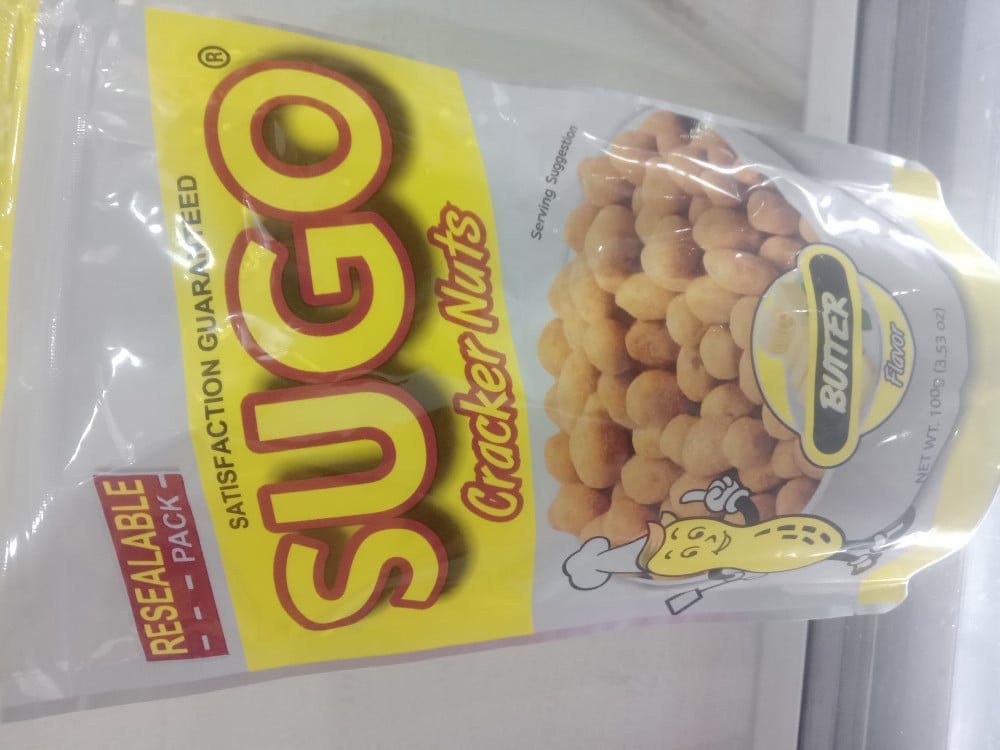 RESEALABLE
- - - PACK -
SATISFACTION GUARANTEED
SUGO®
Cracker Nuts
Serving Suggestion
BUTTER
Flavor
NET WT. 100g (3.53 oz)